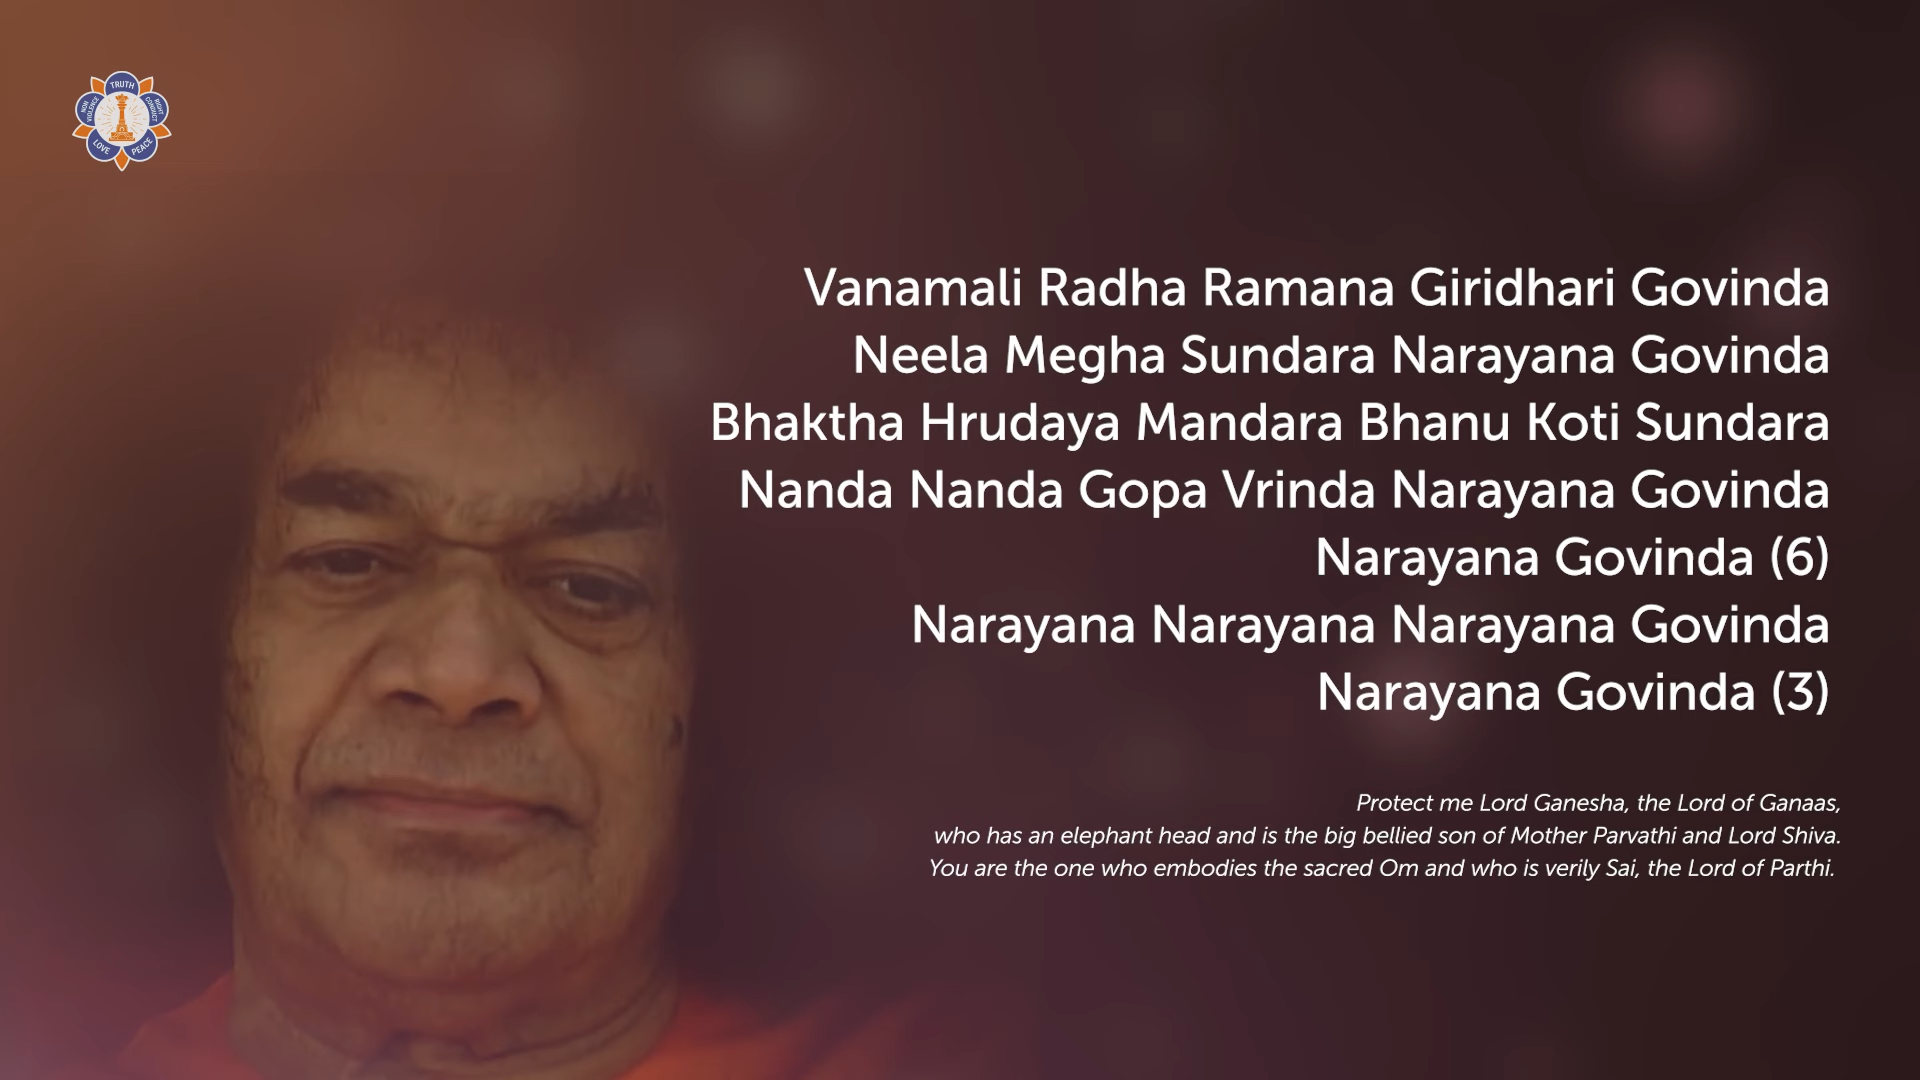 TRUTH
RIGHT CONDUCT
PEACE
LOVE
NON VIOLENCE
Vanamali Radha Ramana Giridhari Govinda
Neela Megha Sundara Narayana Govinda
Bhaktha Hrudaya Mandara Bhanu Koti Sundara
Nanda Nanda Gopa Vrinda Narayana Govinda
Narayana Govinda (6)
Narayana Narayana Narayana Govinda
Narayana Govinda (3)
Protect me Lord Ganesha, the Lord of Ganaas,
who has an elephant head and is the big bellied son of Mother Parvathi and Lord Shiva.
You are the one who embodies the sacred Om and who is verily Sai, the Lord of Parthi.